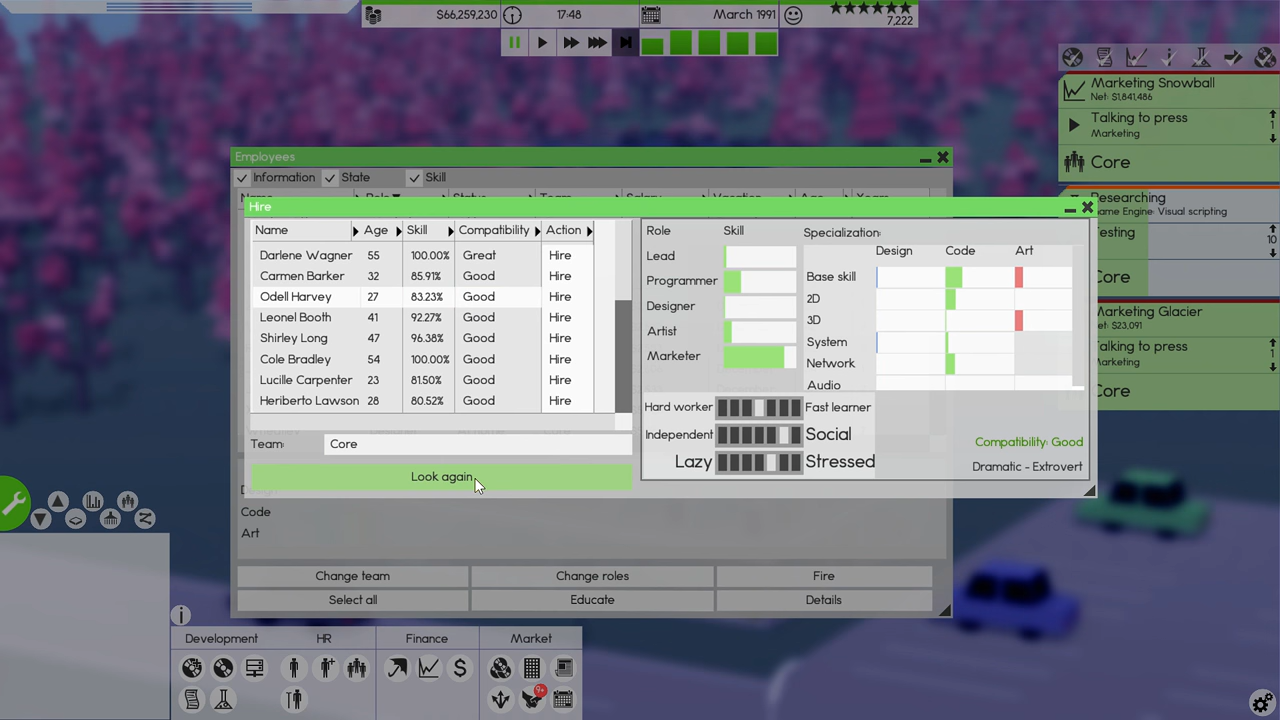 $66,259,230
17:48
March 1991
7,222
Marketing Snowball
Net: $1,841,486
Talking to press
Marketing
1
Core
Employees
Information
State
Skill
Researching
Game Engine: Visual scripting
Testing
10
Core
Hire
Name Age Skill Compatibility Action
Darlene Wagner 55 100.00% Great Hire
Carmen Barker 32 85.91% Good Hire
Odell Harvey 27 83.23% Good Hire
Leonel Booth 41 92.27% Good Hire
Shirley Long 47 96.38% Good Hire
Cole Bradley 54 100.00% Good Hire
Lucille Carpenter 23 81.50% Good Hire
Heriberto Lawson 28 80.52% Good Hire
Team: Core
Look again
Role Skill
Lead
Programmer
Designer
Artist
Marketer
Specialization:
Design Code Art
Base skill
2D
3D
System
Network
Audio
Hard worker Fast learner
Independent Social
Lazy Stressed
Compatibility: Good
Dramatic - Extrovert
Marketing Glacier
Net: $23,091
Talking to press
Marketing
1
Core
Code
Art
Change team Change roles Fire
Select all Educate Details
Development HR Finance Market
9+